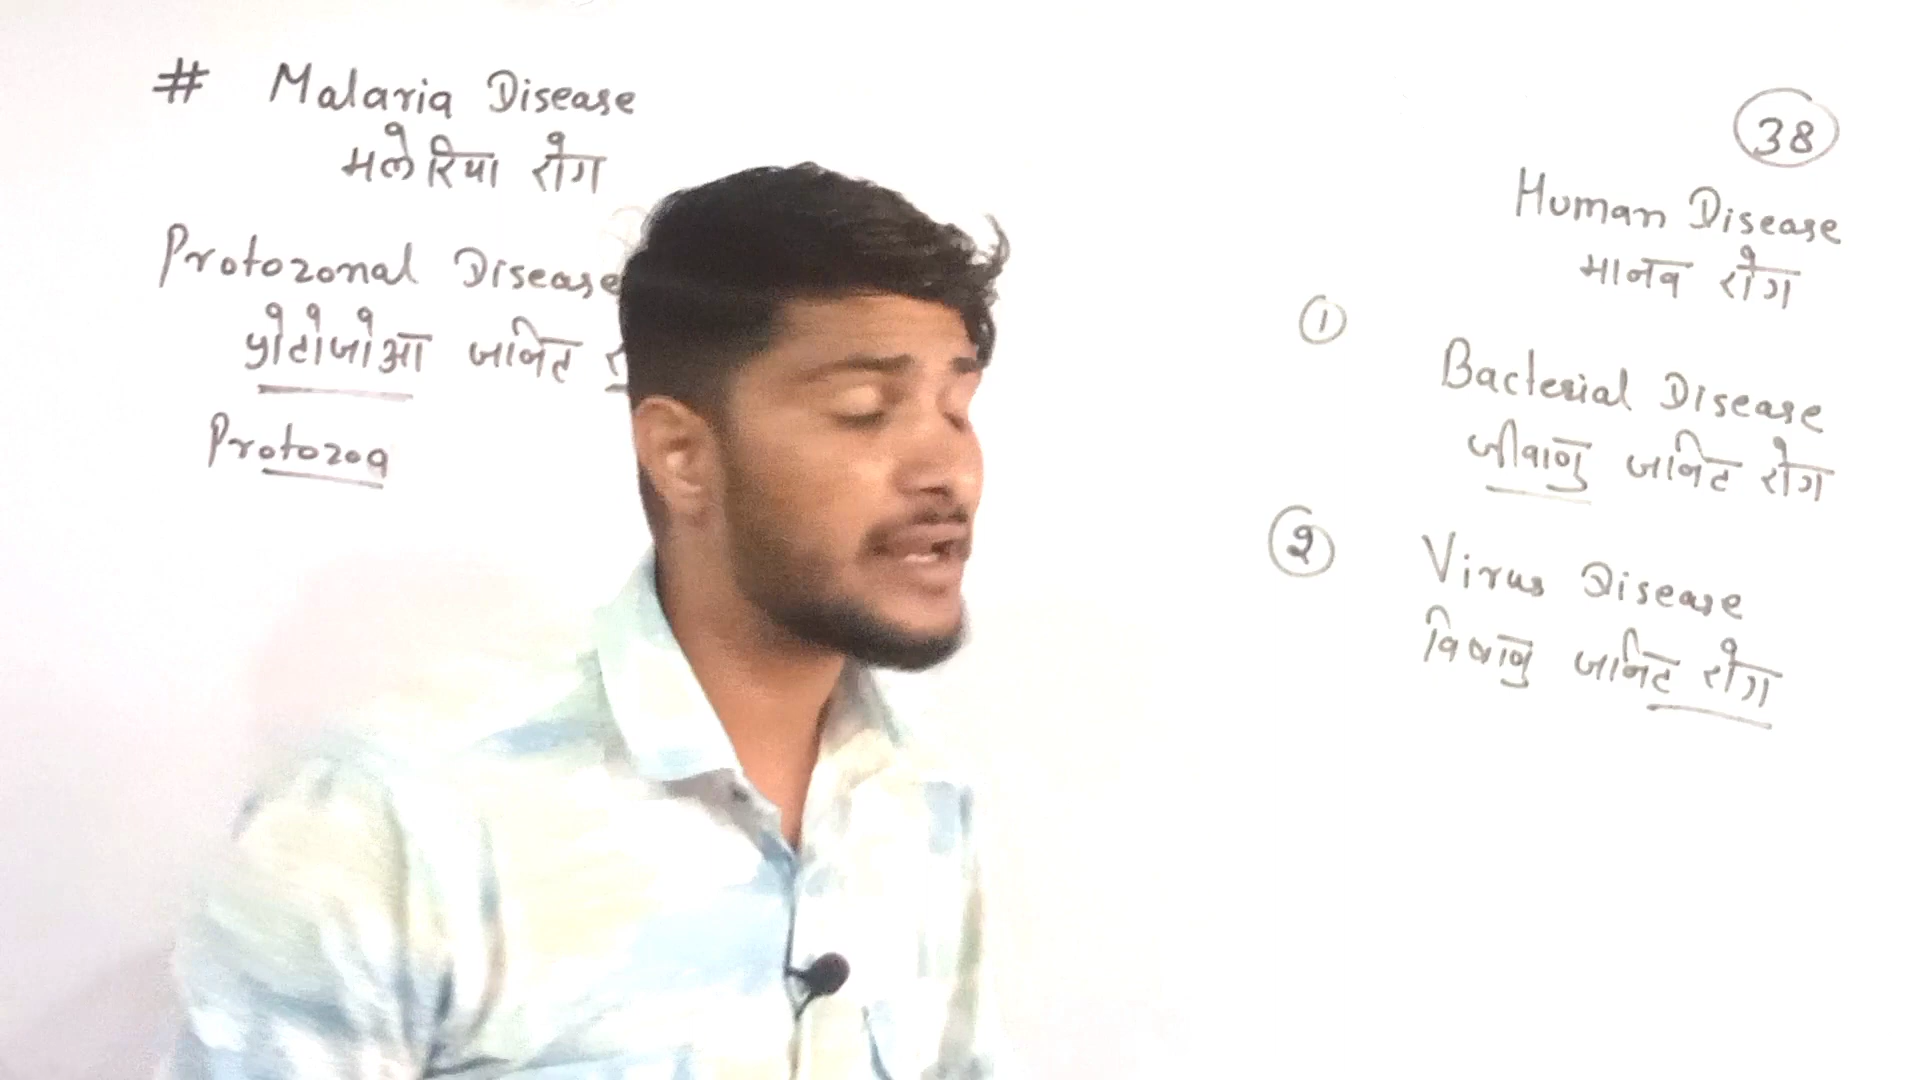 # Malaria Disease
मलेरिया रोग
Protozonal Disease
प्रोटोजोआ जनित
Protozoa
38
Human Disease
मानव रोग
① Bacterial Disease
जीवाणु जनित रोग
② Virus Disease
विषाणु जनित रोग